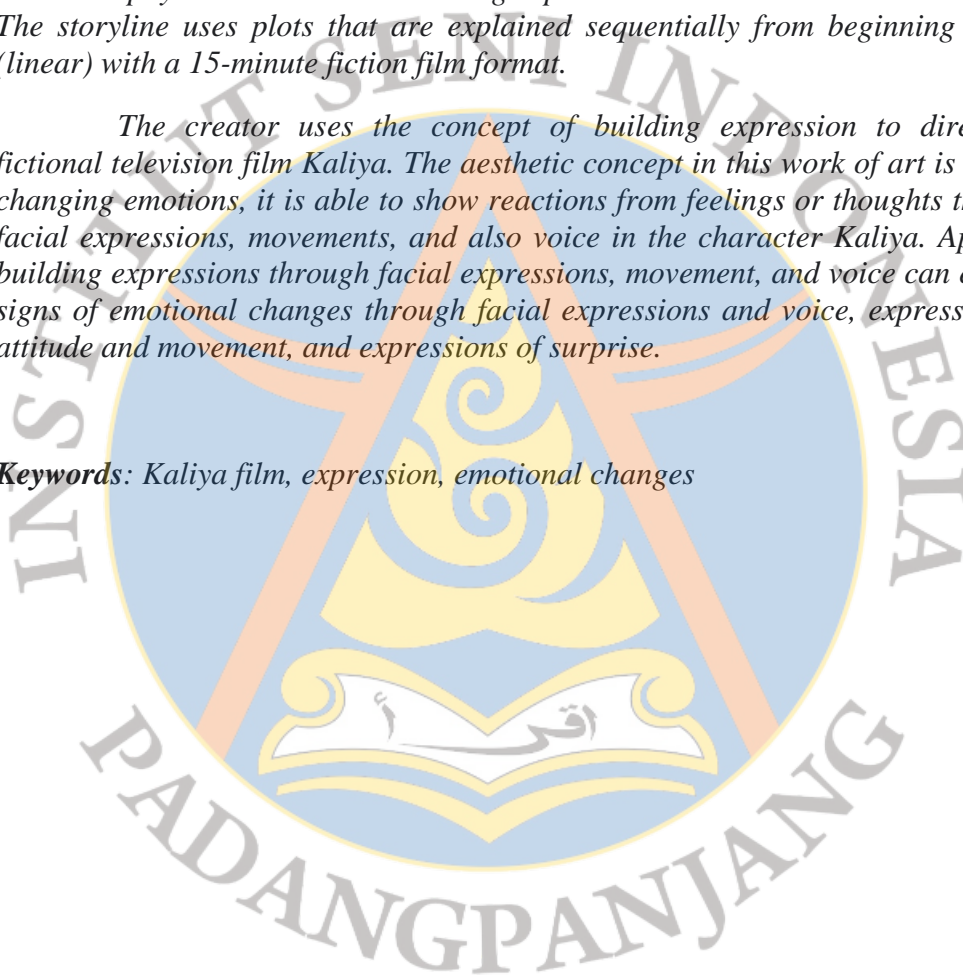 The storyline uses plots that are explained sequentially from beginning
(linear) with a 15-minute fiction film format.
The creator uses the concept of building expression to dire
fictional television film Kaliya. The aesthetic concept in this work of art is
changing emotions, it is able to show reactions from feelings or thoughts th
facial expressions, movements, and also voice in the character Kaliya. Ap
building expressions through facial expressions, movement, and voice can
signs of emotional changes through facial expressions and voice, express
attitude and movement, and expressions of surprise.
Keywords: Kaliya film, expression, emotional changes
INSTITUT SENI INDONESIA
اقرأ
PADANGPANJANG